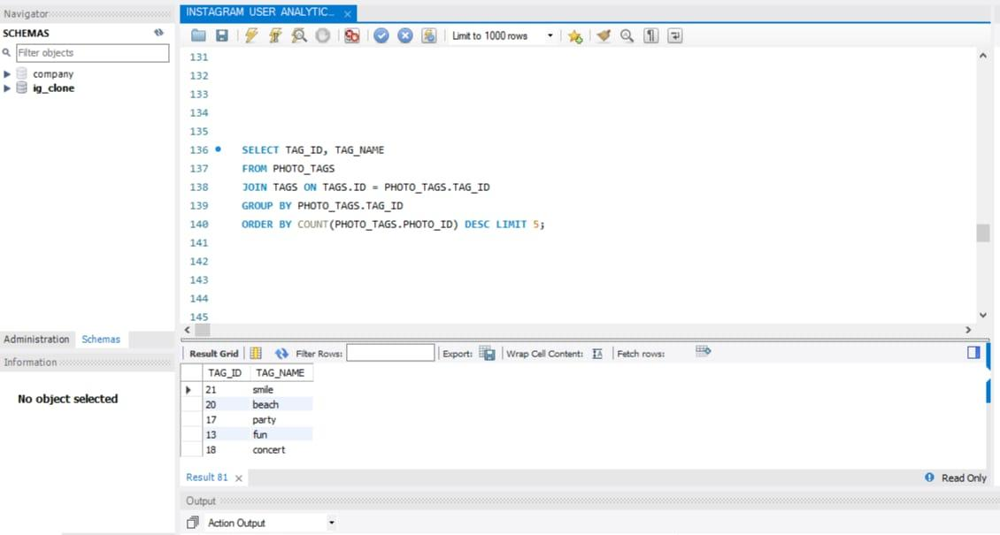 Navigator
SCHEMAS
Filter objects
company
ig_clone
Administration Schemas
Information
No object selected
INSTAGRAM USER ANALYTIC...
Limit to 1000 rows
131
132
133
134
135
136 SELECT TAG_ID, TAG_NAME
137 FROM PHOTO_TAGS
138 JOIN TAGS ON TAGS.ID = PHOTO_TAGS.TAG_ID
139 GROUP BY PHOTO_TAGS.TAG_ID
140 ORDER BY COUNT(PHOTO_TAGS.PHOTO_ID) DESC LIMIT 5;
141
142
143
144
145
Result Grid Filter Rows: Export: Wrap Cell Content: IA Fetch rows:
TAG_ID TAG_NAME
21 smile
20 beach
17 party
13 fun
18 concert
Result 81 Read Only
Output
Action Output